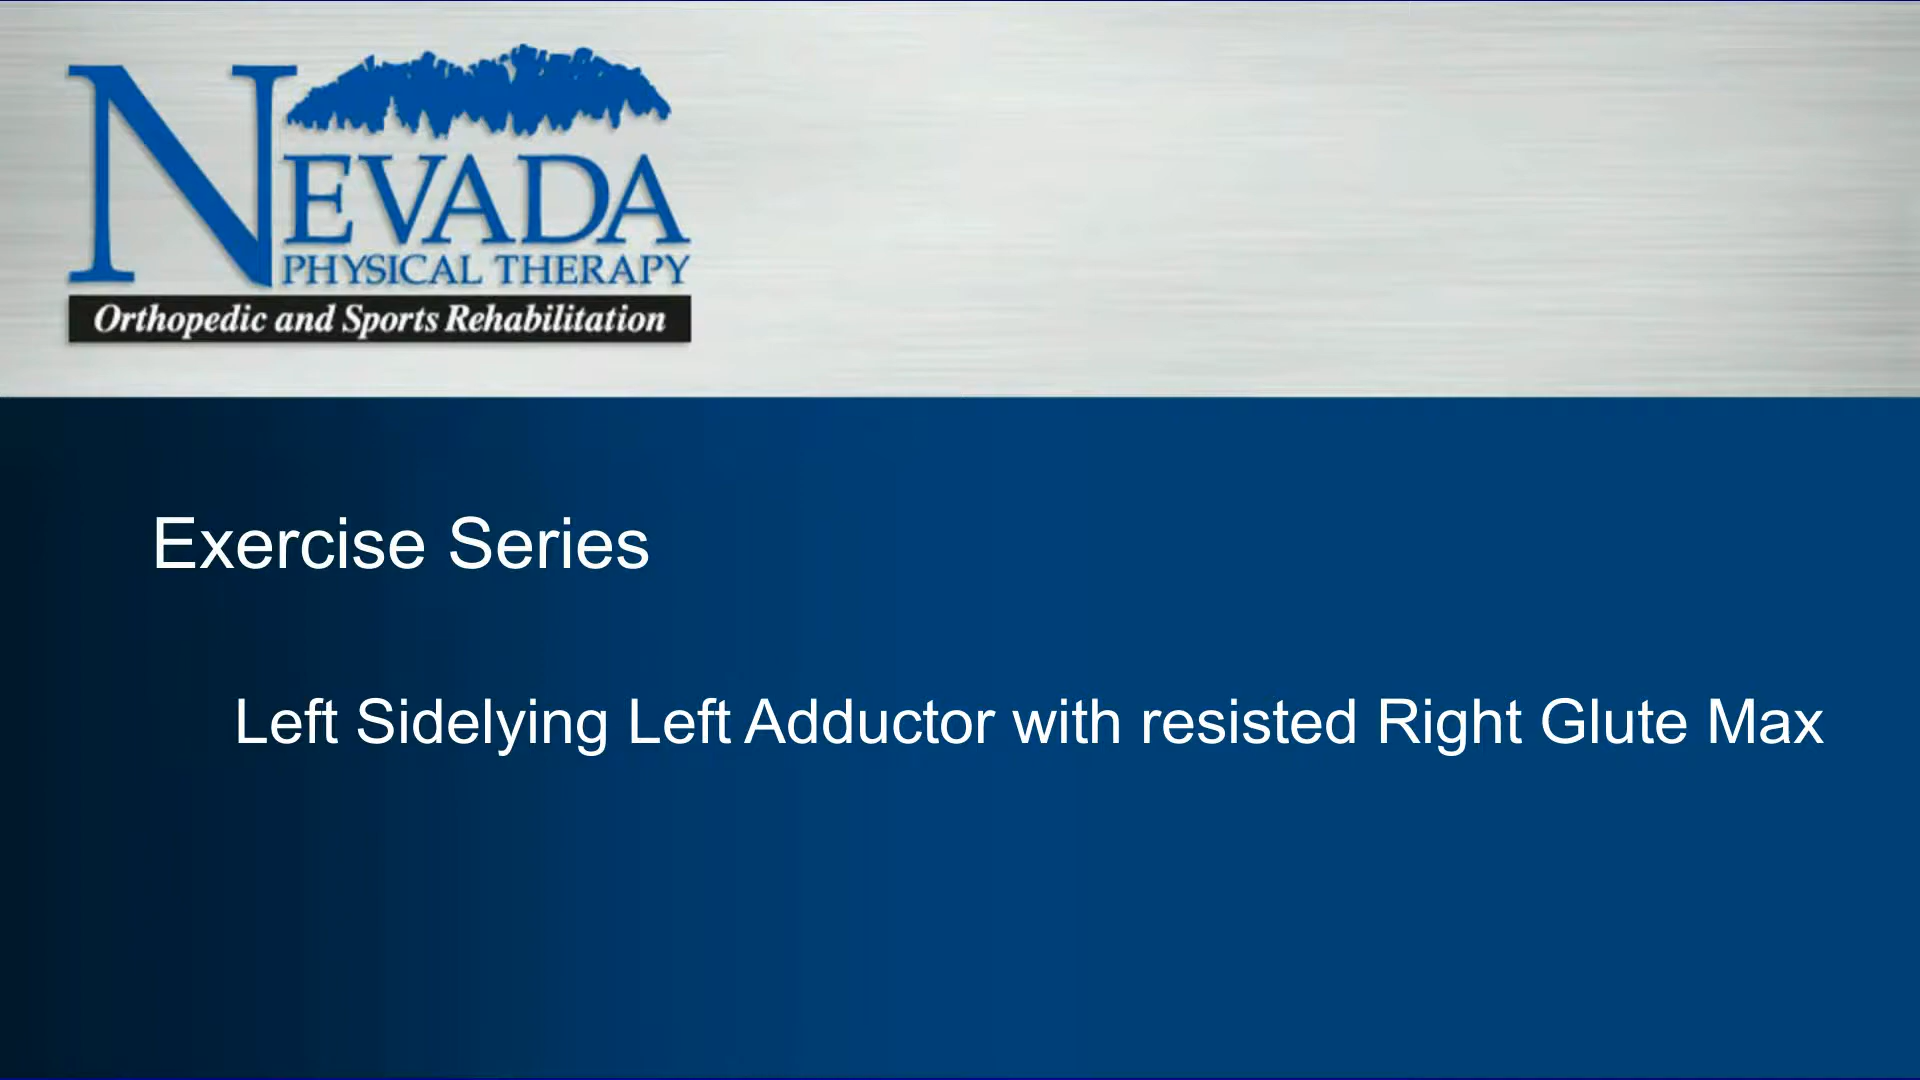 NEVADA
PHYSICAL THERAPY
Orthopedic and Sports Rehabilitation
Exercise Series
Left Sidelying Left Adductor with resisted Right Glute Max